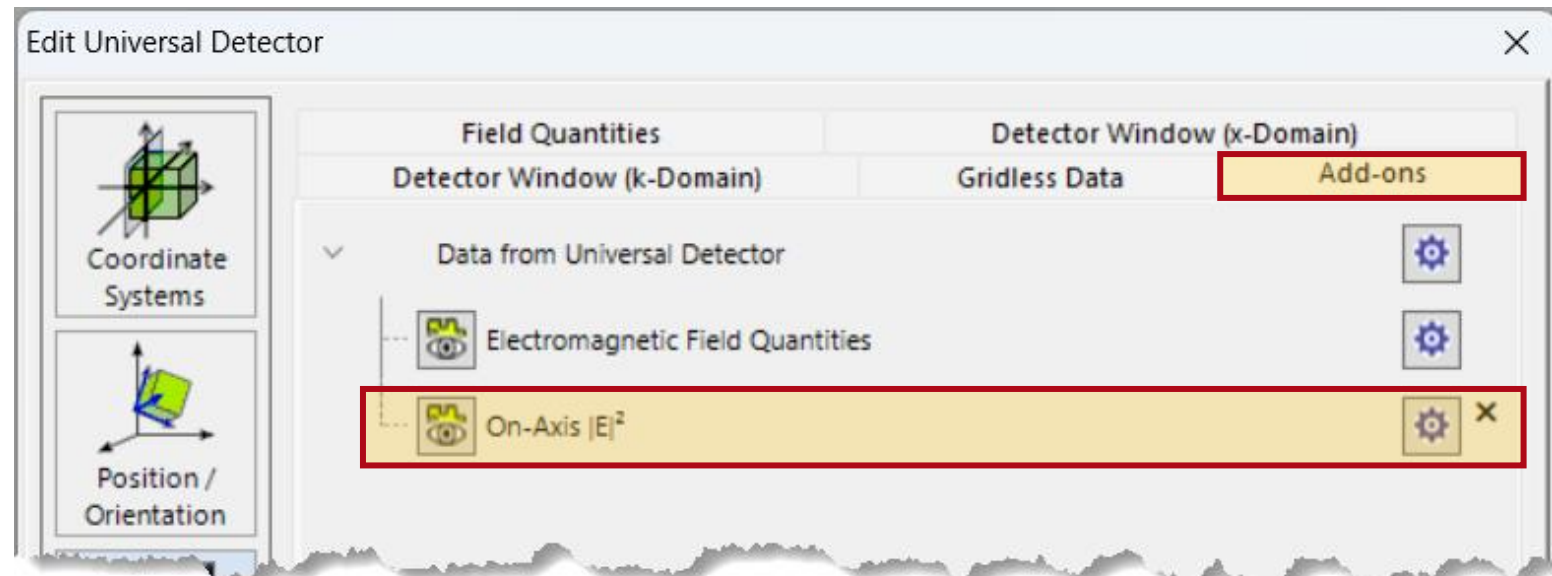 Edit Universal Detector
Coordinate
Systems
Position /
Orientation
Field Quantities
Detector Window (x-Domain)
Detector Window (k-Domain)
Gridless Data
Add-ons
Data from Universal Detector
Electromagnetic Field Quantities
On-Axis |E|²